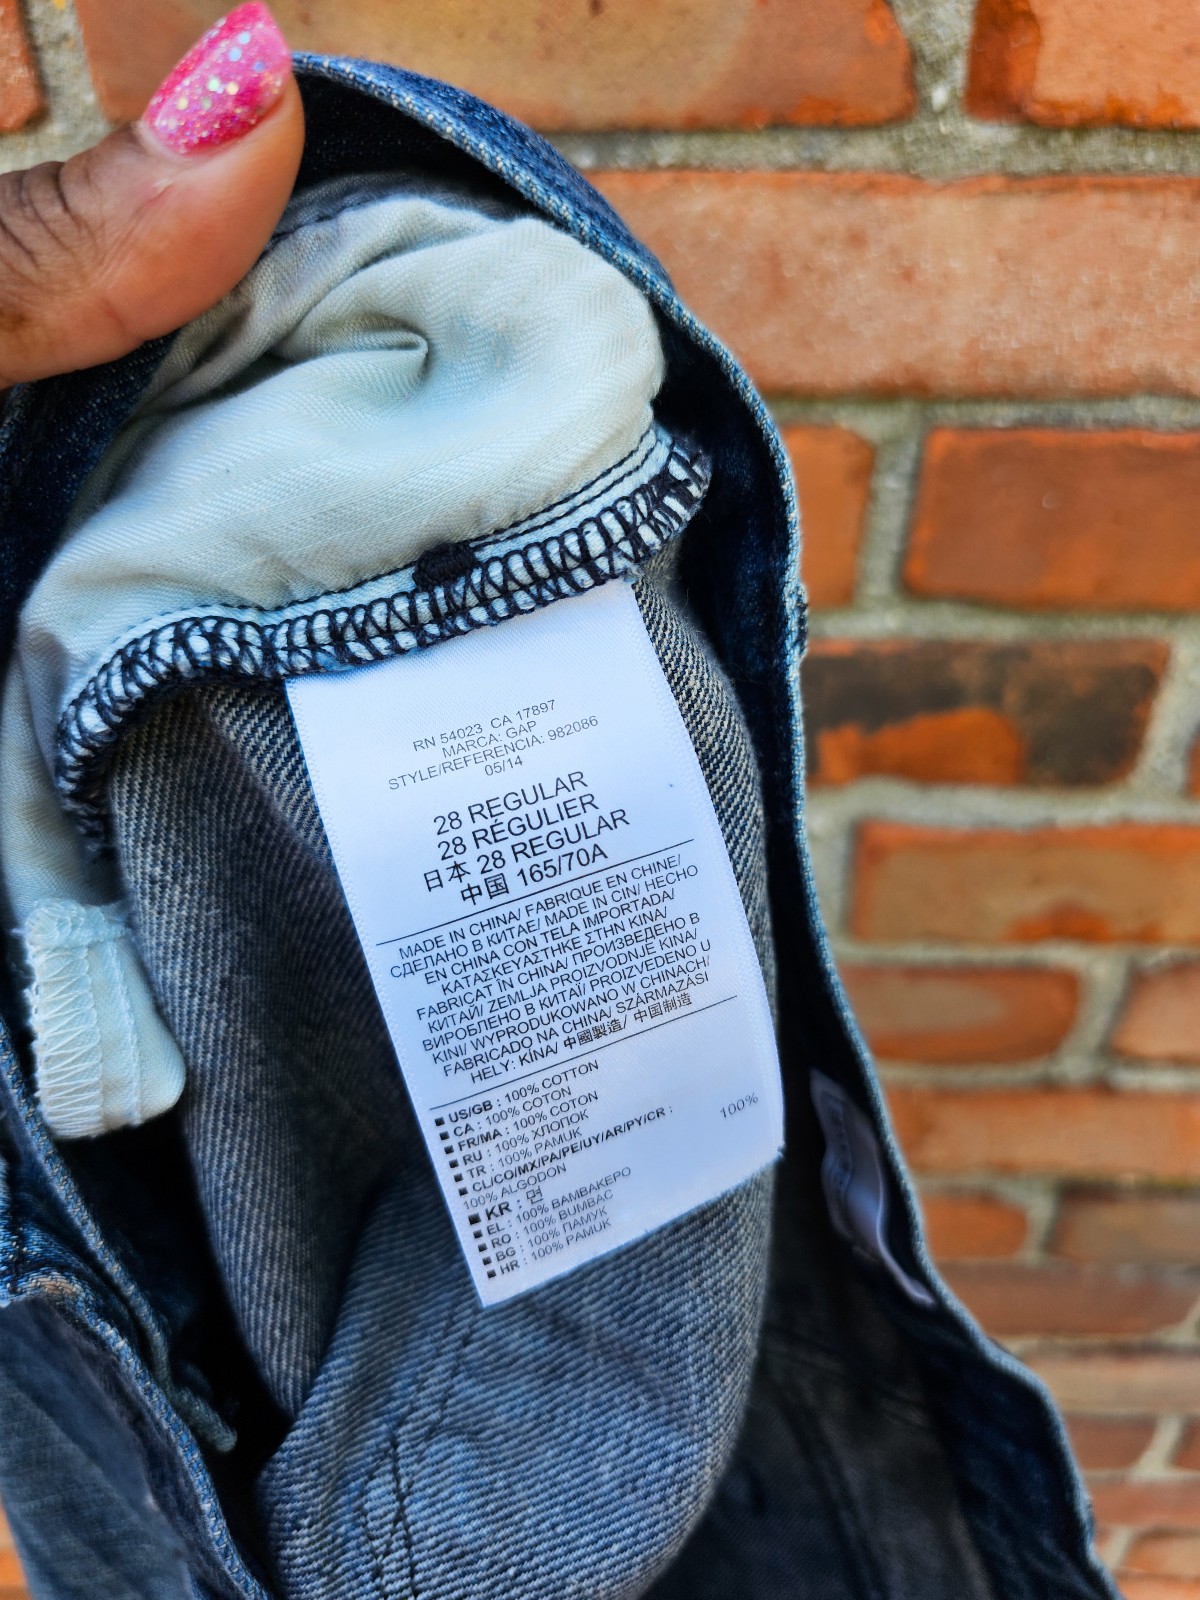 RN 54023 CA 17897
MARCA: GAP
STYLE/REFERENCIA: 982086
05/14
28 REGULAR
28 RÉGULIER
日本 28 REGULAR
中国 165/70A
MADE IN CHINA/ FABRIQUE EN CHINE/
СДЕЛАНО В КИТАЕ/ MADE IN CIN/ HECHO
EN CHINA CON TELA IMPORTADA/
ΚΑΤΑΣΚΕΥΑΣΤΗΚΕ ΣΤΗΝ ΚΙΝΑ/
FABRICAT ÎN CHINA/ ПРОИЗВЕДЕНО В
КИТАЙ/ ZEMLJA PROIZVODNJE KINA/
ВИРОБЛЕНО В КИТАЇ/ PROIZVEDENO U
KINI/ WYPRODUKOWANO W CHINACH/
FABRICADO NA CHINA/ SZÁRMAZÁSI
HELY: KÍNA/ 中國製造/ 中国制造
■ US/GB : 100% COTTON
■ CA : 100% COTON
■ FR/MA : 100% COTON
■ RU : 100% ХЛОПОК
■ TR : 100% PAMUK
■ CL/CO/MX/PA/PE/UY/AR/PY/CR :
100% ALGODON
■ KR : 면 100%
■ EL : 100% ΒΑΜΒΑΚΕΡΟ
■ RO : 100% BUMBAC
■ BG : 100% ПАМУК
■ HR : 100% PAMUK